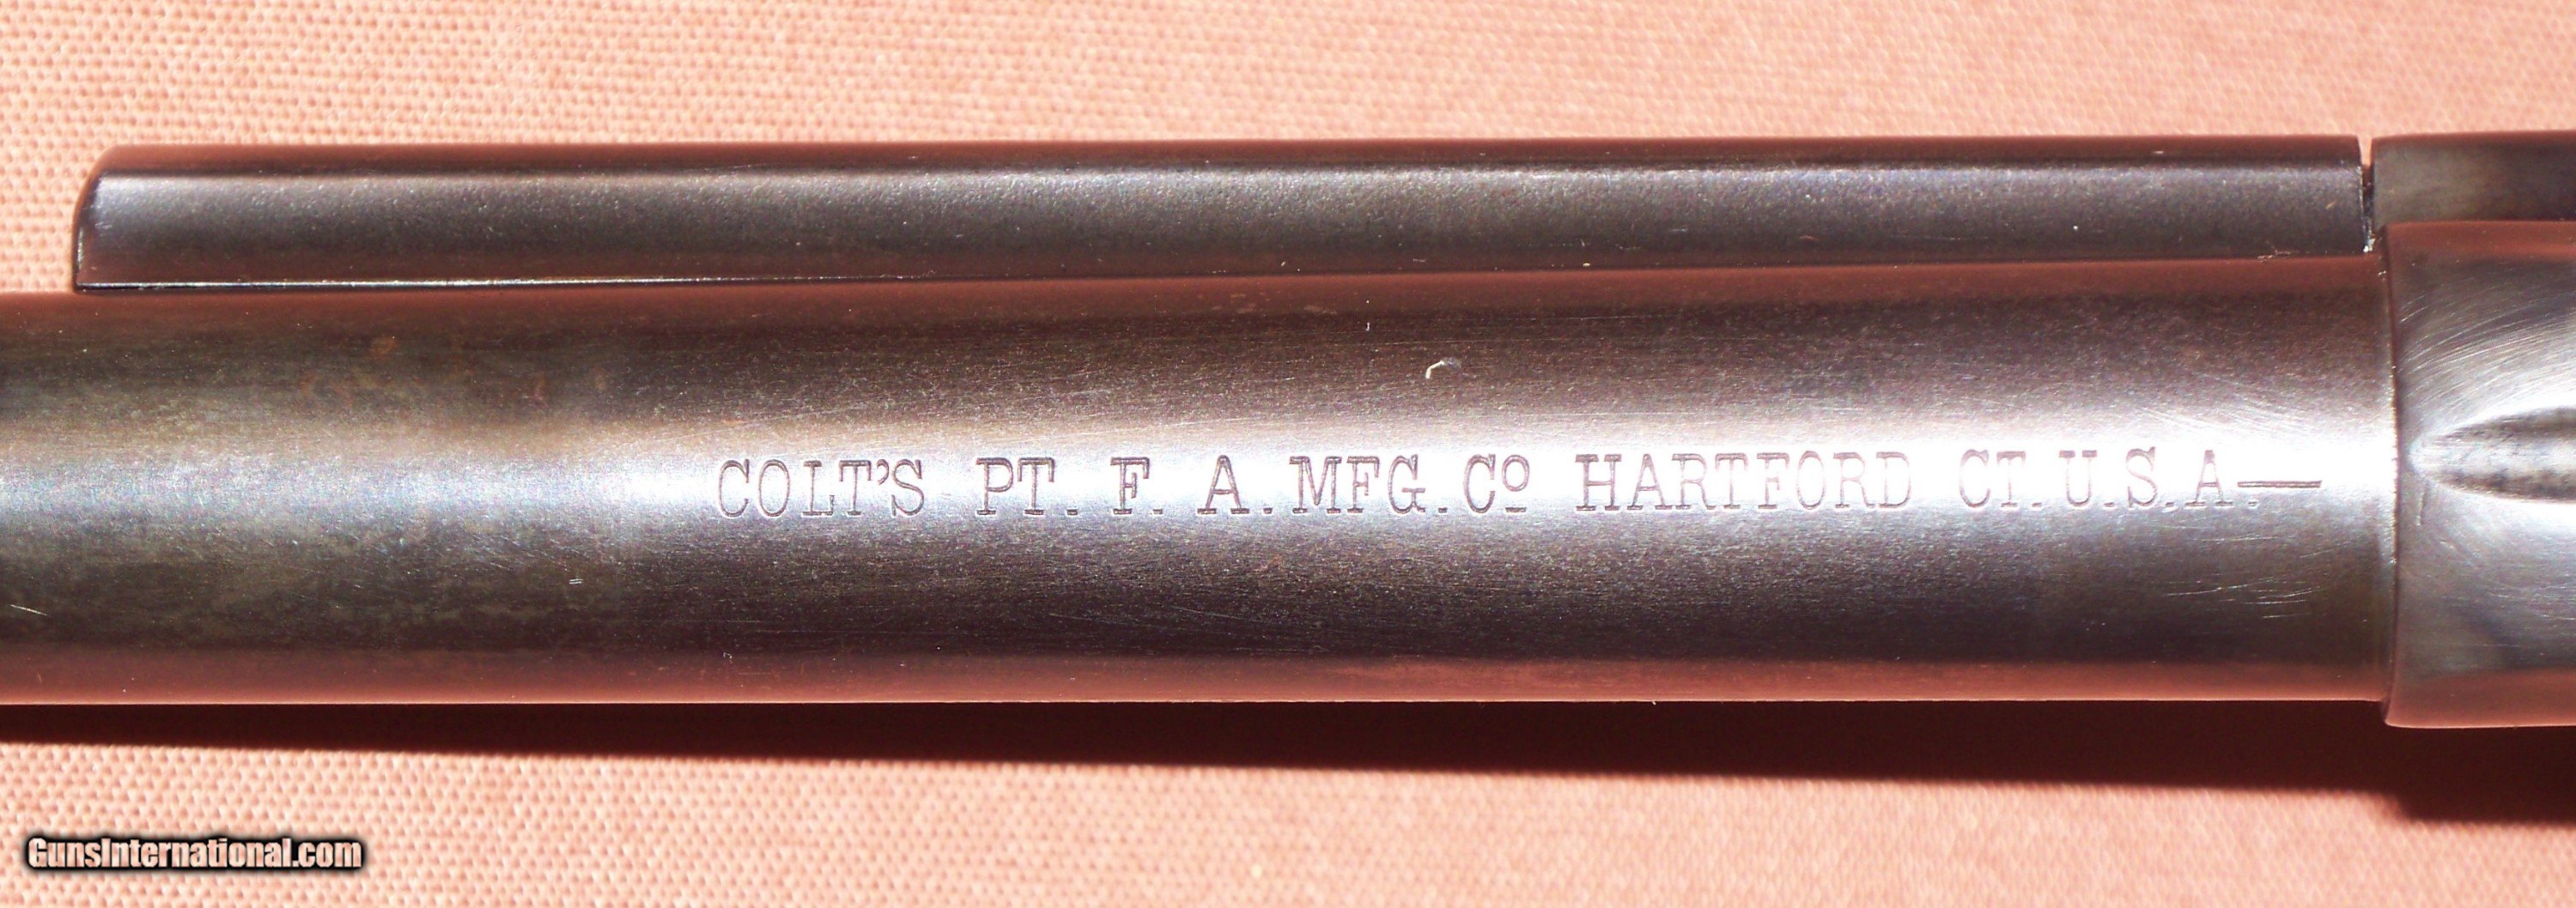 COLT'S PT. F. A. MFG. Cº HARTFORD CT. U.S.A.—
GunsInternational.com